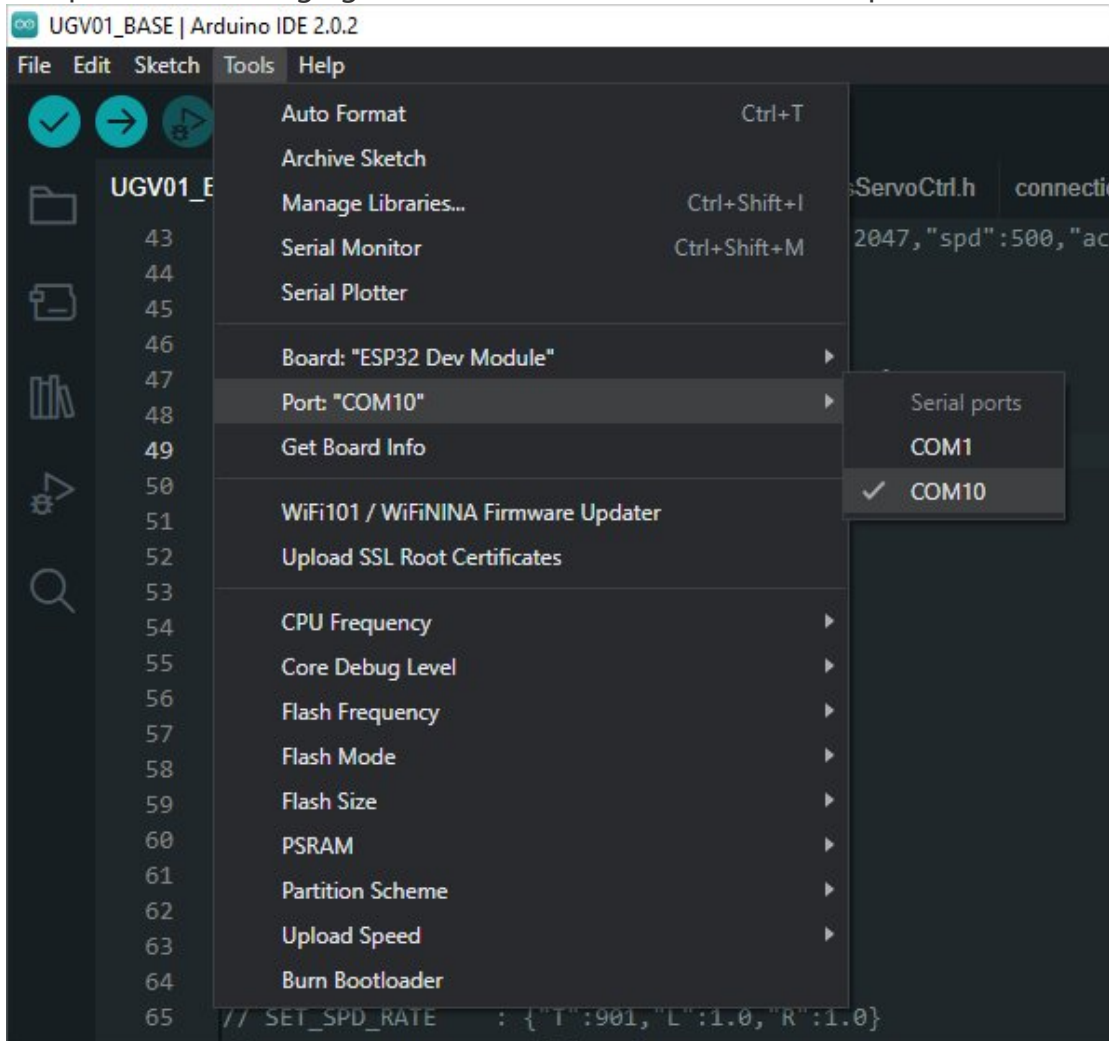 UGV01_BASE | Arduino IDE 2.0.2
File Edit Sketch Tools Help
Auto Format Ctrl+T
Archive Sketch
UGV01_B sServoCtrl.h connecti
Manage Libraries... Ctrl+Shift+I
43 2047,"spd":500,"ac
Serial Monitor Ctrl+Shift+M
44
Serial Plotter
45
46
Board: "ESP32 Dev Module"
47
Port: "COM10" Serial ports
48
Get Board Info COM1
49
50 COM10
WiFi101 / WiFiNINA Firmware Updater
51
Upload SSL Root Certificates
52
53
CPU Frequency
54
Core Debug Level
55
56
Flash Frequency
57
Flash Mode
58
Flash Size
59
PSRAM
60
61
Partition Scheme
62
Upload Speed
63
Burn Bootloader
64
65 // SET_SPD_RATE : {"T":901,"L":1.0,"R":1.0}